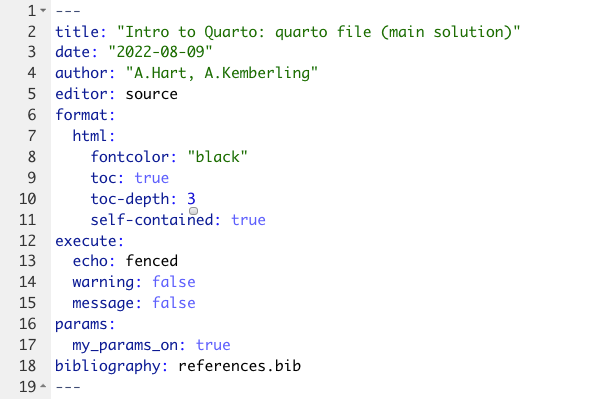 1 ---
2 title: "Intro to Quarto: quarto file (main solution)"
3 date: "2022-08-09"
4 author: "A.Hart, A.Kemberling"
5 editor: source
6 format:
7   html:
8     fontcolor: "black"
9     toc: true
10     toc-depth: 3
11     self-contained: true
12 execute:
13   echo: fenced
14   warning: false
15   message: false
16 params:
17   my_params_on: true
18 bibliography: references.bib
19 ---